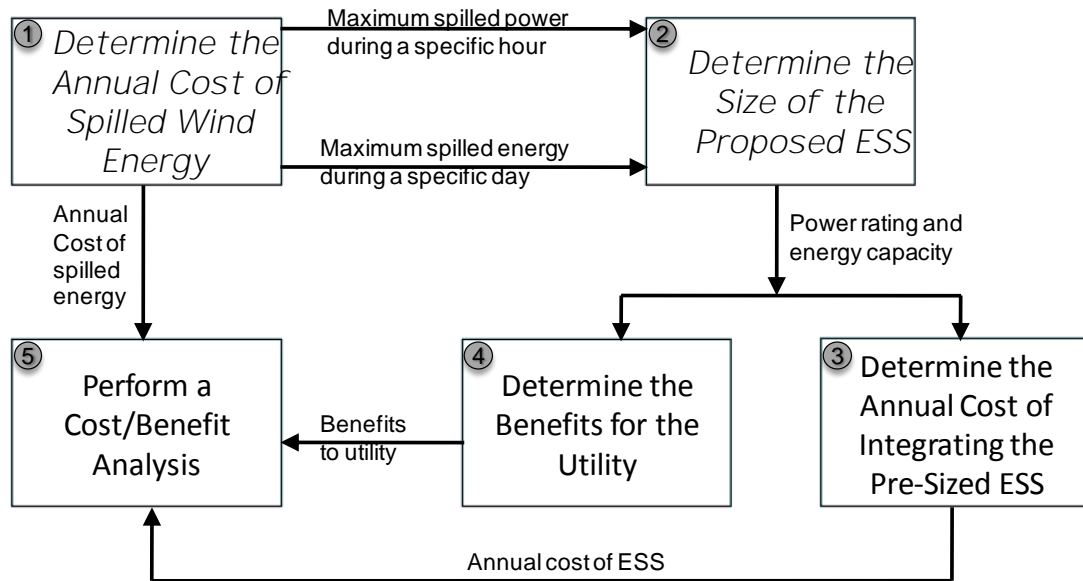 1
Determine the
Annual Cost of
Spilled Wind
Energy
Maximum spilled power
during a specific hour
Maximum spilled energy
during a specific day
2
Determine the
Size of the
Proposed ESS
Annual
Cost of
spilled
energy
Power rating and
energy capacity
5
Perform a
Cost/Benefit
Analysis
Benefits
to utility
4
Determine the
Benefits for the
Utility
3
Determine the
Annual Cost of
Integrating the
Pre-Sized ESS
Annual cost of ESS